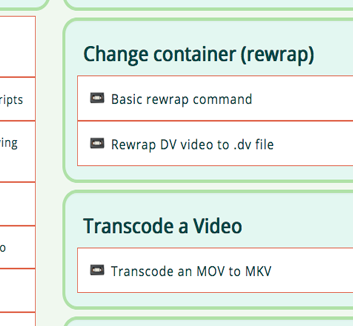 ripts
ing
o
Change container (rewrap)
Basic rewrap command
Rewrap DV video to .dv file
Transcode a Video
Transcode an MOV to MKV